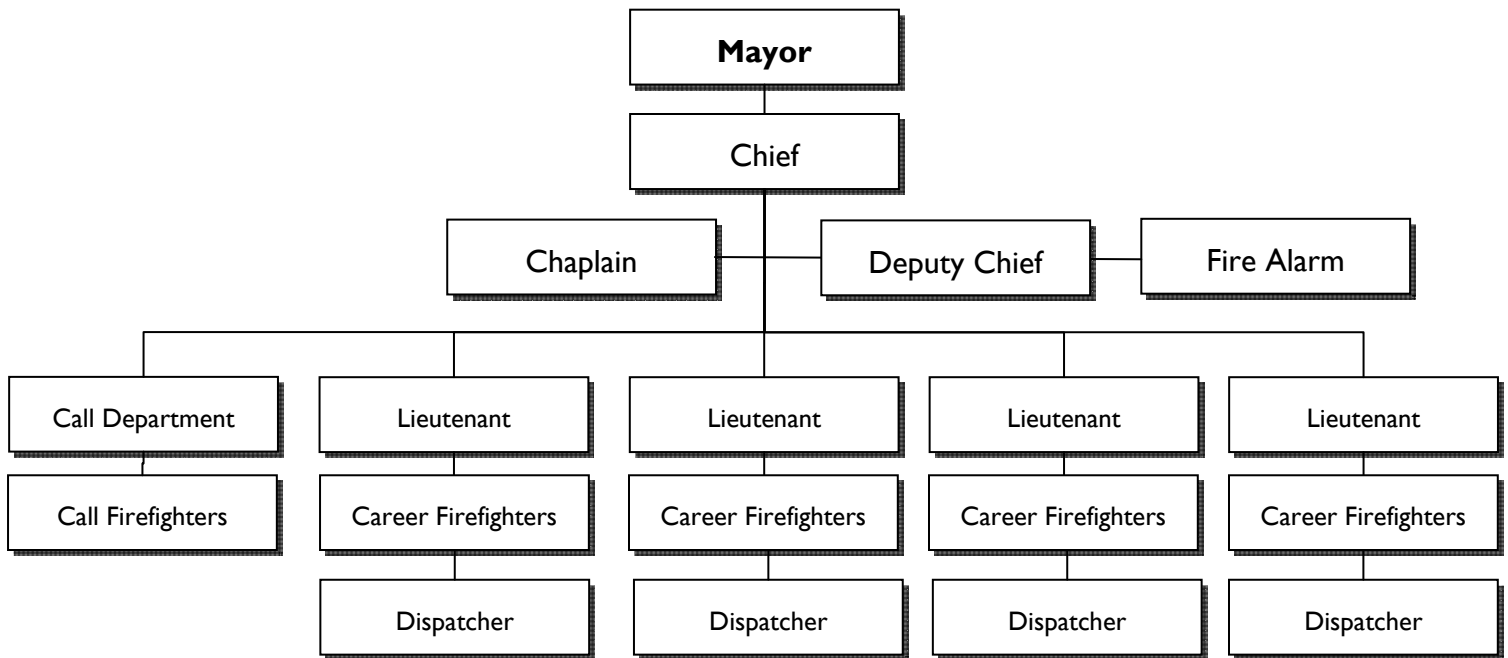 Mayor
Chief
Chaplain
Deputy Chief
Fire Alarm
Call Department
Lieutenant
Lieutenant
Lieutenant
Lieutenant
Call Firefighters
Career Firefighters
Career Firefighters
Career Firefighters
Career Firefighters
Dispatcher
Dispatcher
Dispatcher
Dispatcher